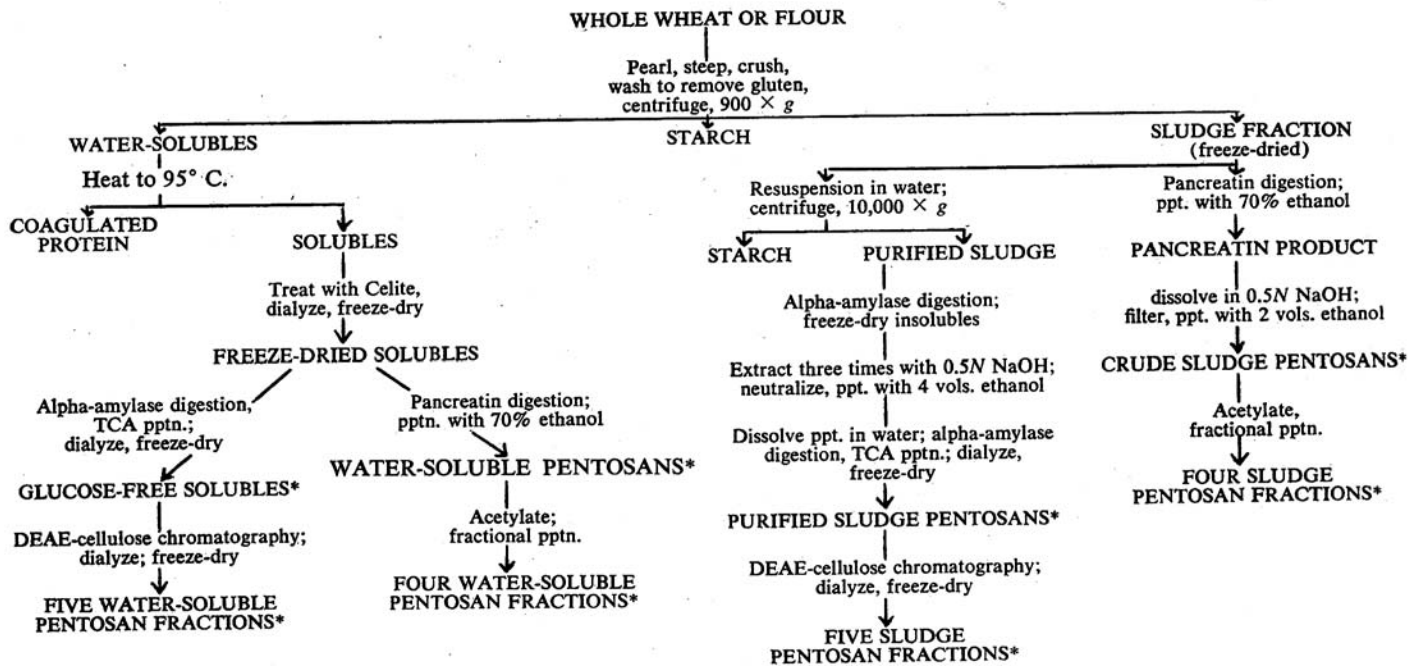 WHOLE WHEAT OR FLOUR
Pearl, steep, crush,
wash to remove gluten,
centrifuge, 900 × g
WATER-SOLUBLES
STARCH
SLUDGE FRACTION
(freeze-dried)
Heat to 95° C.
COAGULATED
PROTEIN
SOLUBLES
Treat with Celite,
dialyze, freeze-dry
FREEZE-DRIED SOLUBLES
Alpha-amylase digestion,
TCA pptn.;
dialyze, freeze-dry
GLUCOSE-FREE SOLUBLES*
DEAE-cellulose chromatography;
dialyze; freeze-dry
FIVE WATER-SOLUBLE
PENTOSAN FRACTIONS*
Pancreatin digestion;
pptn. with 70% ethanol
WATER-SOLUBLE PENTOSANS*
Acetylate;
fractional pptn.
FOUR WATER-SOLUBLE
PENTOSAN FRACTIONS*
Resuspension in water;
centrifuge, 10,000 × g
STARCH
PURIFIED SLUDGE
Alpha-amylase digestion;
freeze-dry insolubles
Extract three times with 0.5N NaOH;
neutralize, ppt. with 4 vols. ethanol
Dissolve ppt. in water; alpha-amylase
digestion, TCA pptn.; dialyze,
freeze-dry
PURIFIED SLUDGE PENTOSANS*
DEAE-cellulose chromatography;
dialyze, freeze-dry
FIVE SLUDGE
PENTOSAN FRACTIONS*
Pancreatin digestion;
ppt. with 70% ethanol
PANCREATIN PRODUCT
dissolve in 0.5N NaOH;
filter, ppt. with 2 vols. ethanol
CRUDE SLUDGE PENTOSANS*
Acetylate,
fractional pptn.
FOUR SLUDGE
PENTOSAN FRACTIONS*